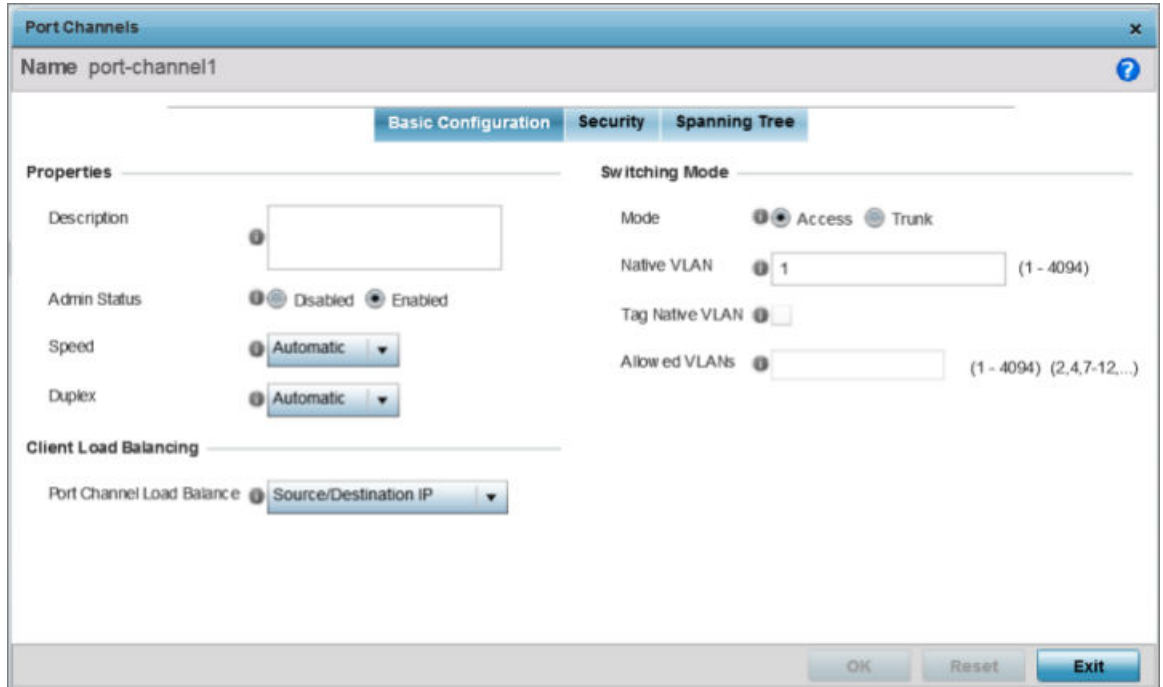 Port Channels
Name port-channel1
Basic Configuration Security Spanning Tree
Properties
Description
Admin Status Disabled Enabled
Speed Automatic
Duplex Automatic
Client Load Balancing
Port Channel Load Balance Source/Destination IP
Switching Mode
Mode Access Trunk
Native VLAN 1 (1 - 4094)
Tag Native VLAN
Allowed VLANs (1 - 4094) (2,4,7-12,...)
OK Reset Exit